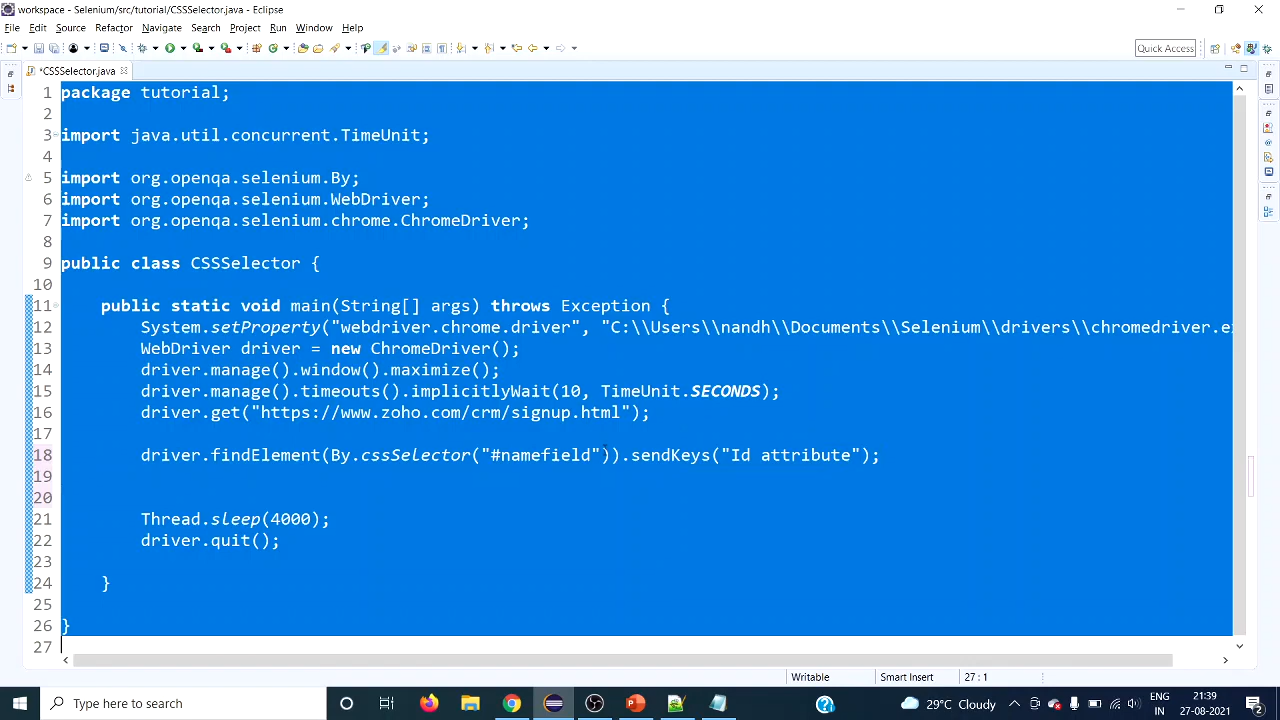 workspace - Selenium/src/tutorial/CSSSelector.java - Eclipse
File Edit Source Refactor Navigate Search Project Run Window Help
Quick Access
*CSSSelector.java
1 package tutorial;
2
3 import java.util.concurrent.TimeUnit;
4
5 import org.openqa.selenium.By;
6 import org.openqa.selenium.WebDriver;
7 import org.openqa.selenium.chrome.ChromeDriver;
8
9 public class CSSSelector {
10
11 public static void main(String[] args) throws Exception {
12 System.setProperty("webdriver.chrome.driver", "C:\\Users\\nandh\\Documents\\Selenium\\drivers\\chromedriver.ex
13 WebDriver driver = new ChromeDriver();
14 driver.manage().window().maximize();
15 driver.manage().timeouts().implicitlyWait(10, TimeUnit.SECONDS);
16 driver.get("https://www.zoho.com/crm/signup.html");
17
18 driver.findElement(By.cssSelector("#namefield")).sendKeys("Id attribute");
19
20
21 Thread.sleep(4000);
22 driver.quit();
23
24 }
25
26 }
27
Writable Smart Insert 27 : 1
Type here to search
29°C Cloudy
ENG
IN
21:39
27-08-2021
2